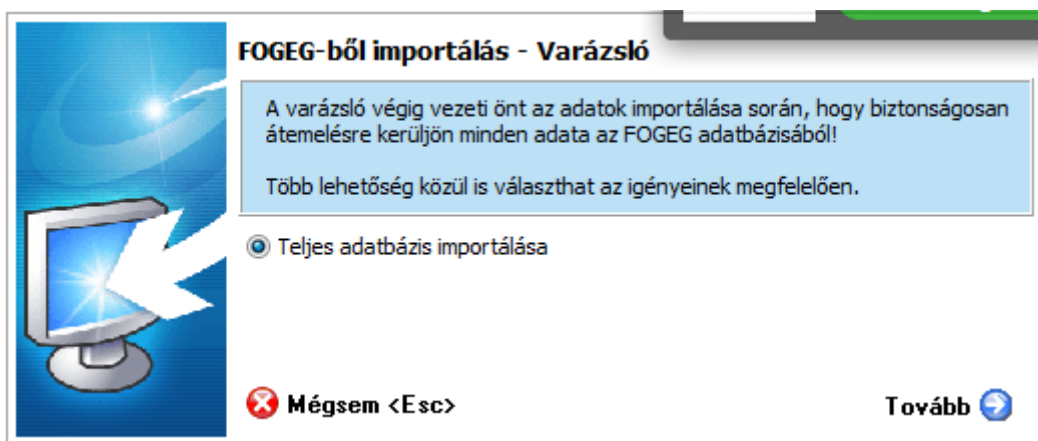 FOGEG-ből importálás - Varázsló
A varázsló végig vezeti önt az adatok importálása során, hogy biztonságosan
átemelésre kerüljön minden adata az FOGEG adatbázisából!
Több lehetőség közül is választhat az igényeinek megfelelően.
Teljes adatbázis importálása
Mégsem <Esc>
Tovább